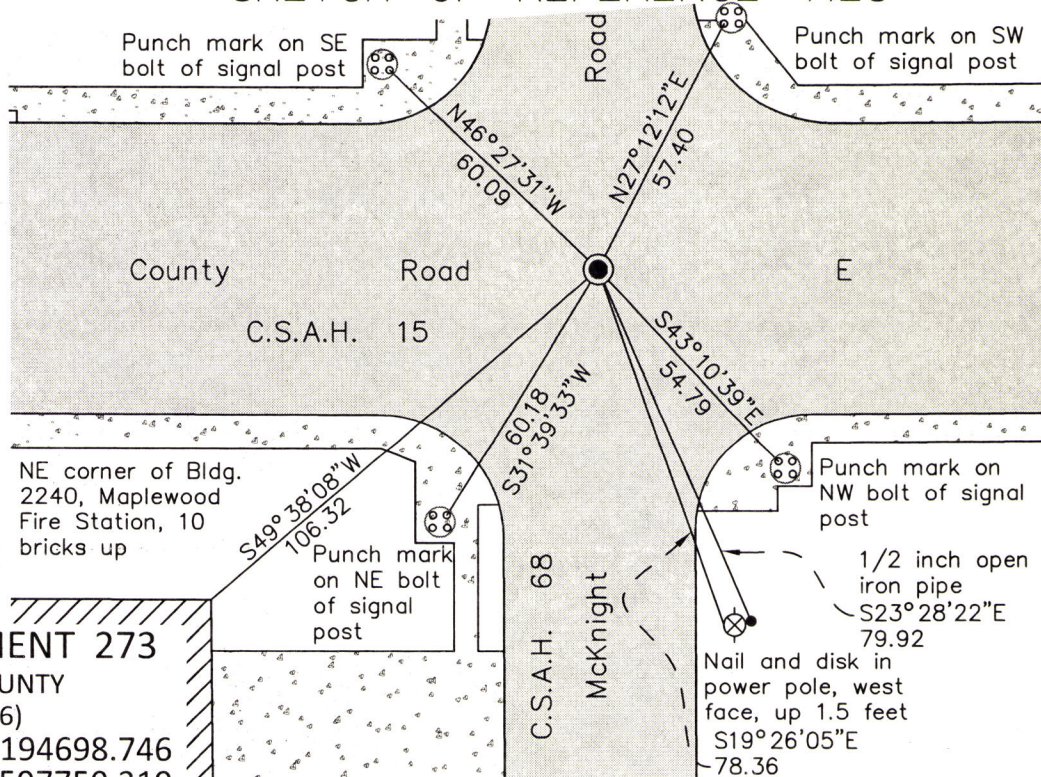 Punch mark on SE
bolt of signal post
Road
Punch mark on SW
bolt of signal post
N46°27'31"W
60.09
N27°12'12"E
57.40
County Road E
C.S.A.H. 15
S43°10'39"E
54.79
60.18
S31°39'33"W
S49°38'08"W
106.32
NE corner of Bldg.
2240, Maplewood
Fire Station, 10
bricks up
Punch mark
on NE bolt
of signal
post
Punch mark on
NW bolt of signal
post
1/2 inch open
iron pipe
S23°28'22"E
79.92
C.S.A.H. 68
McKnight
Nail and disk in
power pole, west
face, up 1.5 feet
S19°26'05"E
78.36
273
194698.746